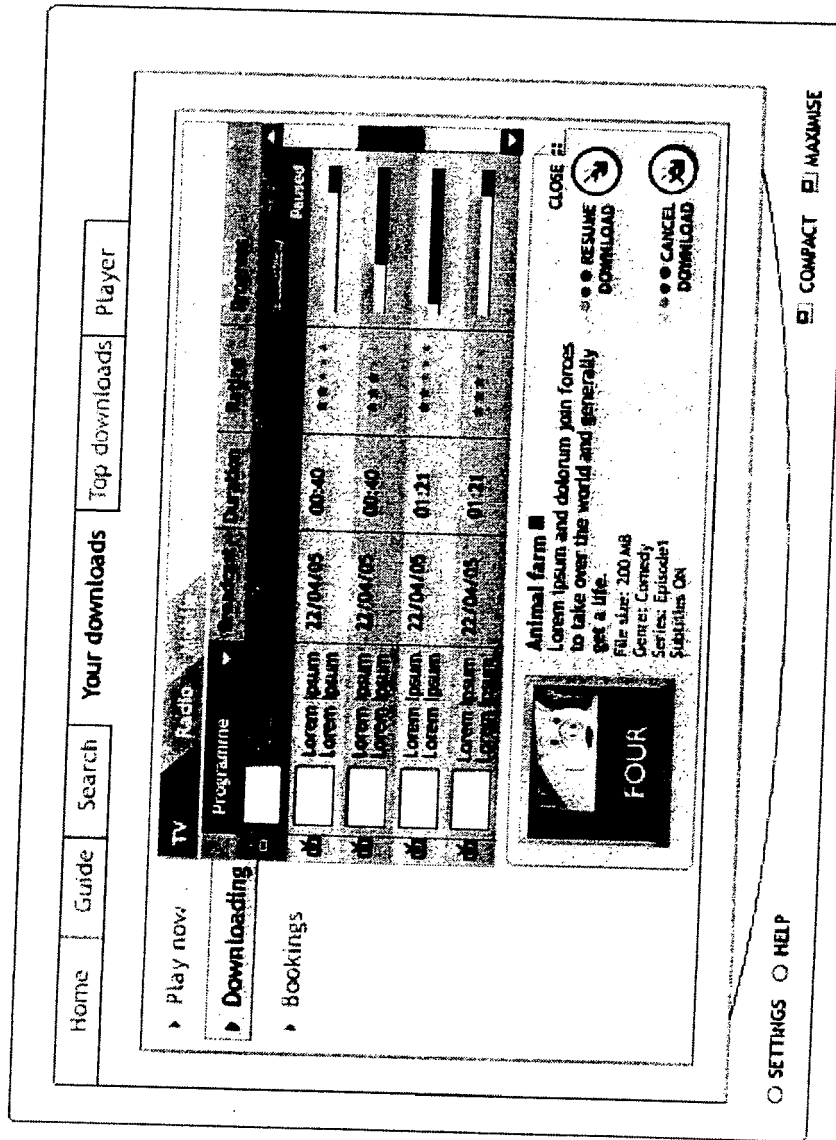 Home Guide Search Your downloads Top downloads Player
Play now
Downloading
Bookings
TV Radio
Programme Duration Rating
Paused
Lorem Ipsum
Lorem Ipsum
22/04/05 00:40
Lorem Ipsum
Lorem Ipsum
22/04/05 00:40
Lorem Ipsum
Lorem Ipsum
22/04/05 01:21
Lorem Ipsum
Lorem Ipsum
22/04/05 01:21
FOUR
Animal farm
Lorem ipsum and dolorum join forces
to take over the world and generally
get a life.
File size: 200 MB
Genre: Comedy
Series: Episode1
Subtitles ON
CLOSE
RESUME
DOWNLOAD
CANCEL
DOWNLOAD
SETTINGS HELP
COMPACT MAXIMISE